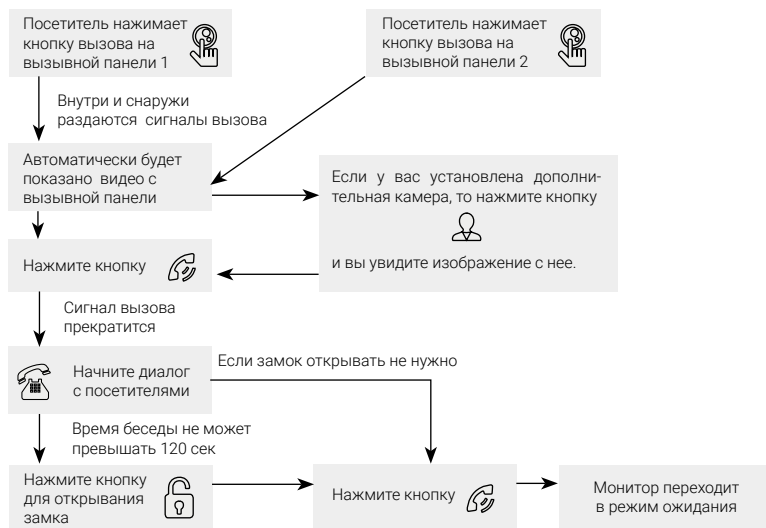 Посетитель нажимает
кнопку вызова на
вызывной панели 1
Посетитель нажимает
кнопку вызова на
вызывной панели 2
Внутри и снаружи
раздаются сигналы вызова
Автоматически будет
показано видео с
вызывной панели
Если у вас установлена дополни-
тельная камера, то нажмите кнопку
и вы увидите изображение с нее.
Нажмите кнопку
Сигнал вызова
прекратится
Начните диалог
с посетителями
Если замок открывать не нужно
Время беседы не может
превышать 120 сек
Нажмите кнопку
для открывания
замка
Нажмите кнопку
Монитор переходит
в режим ожидания